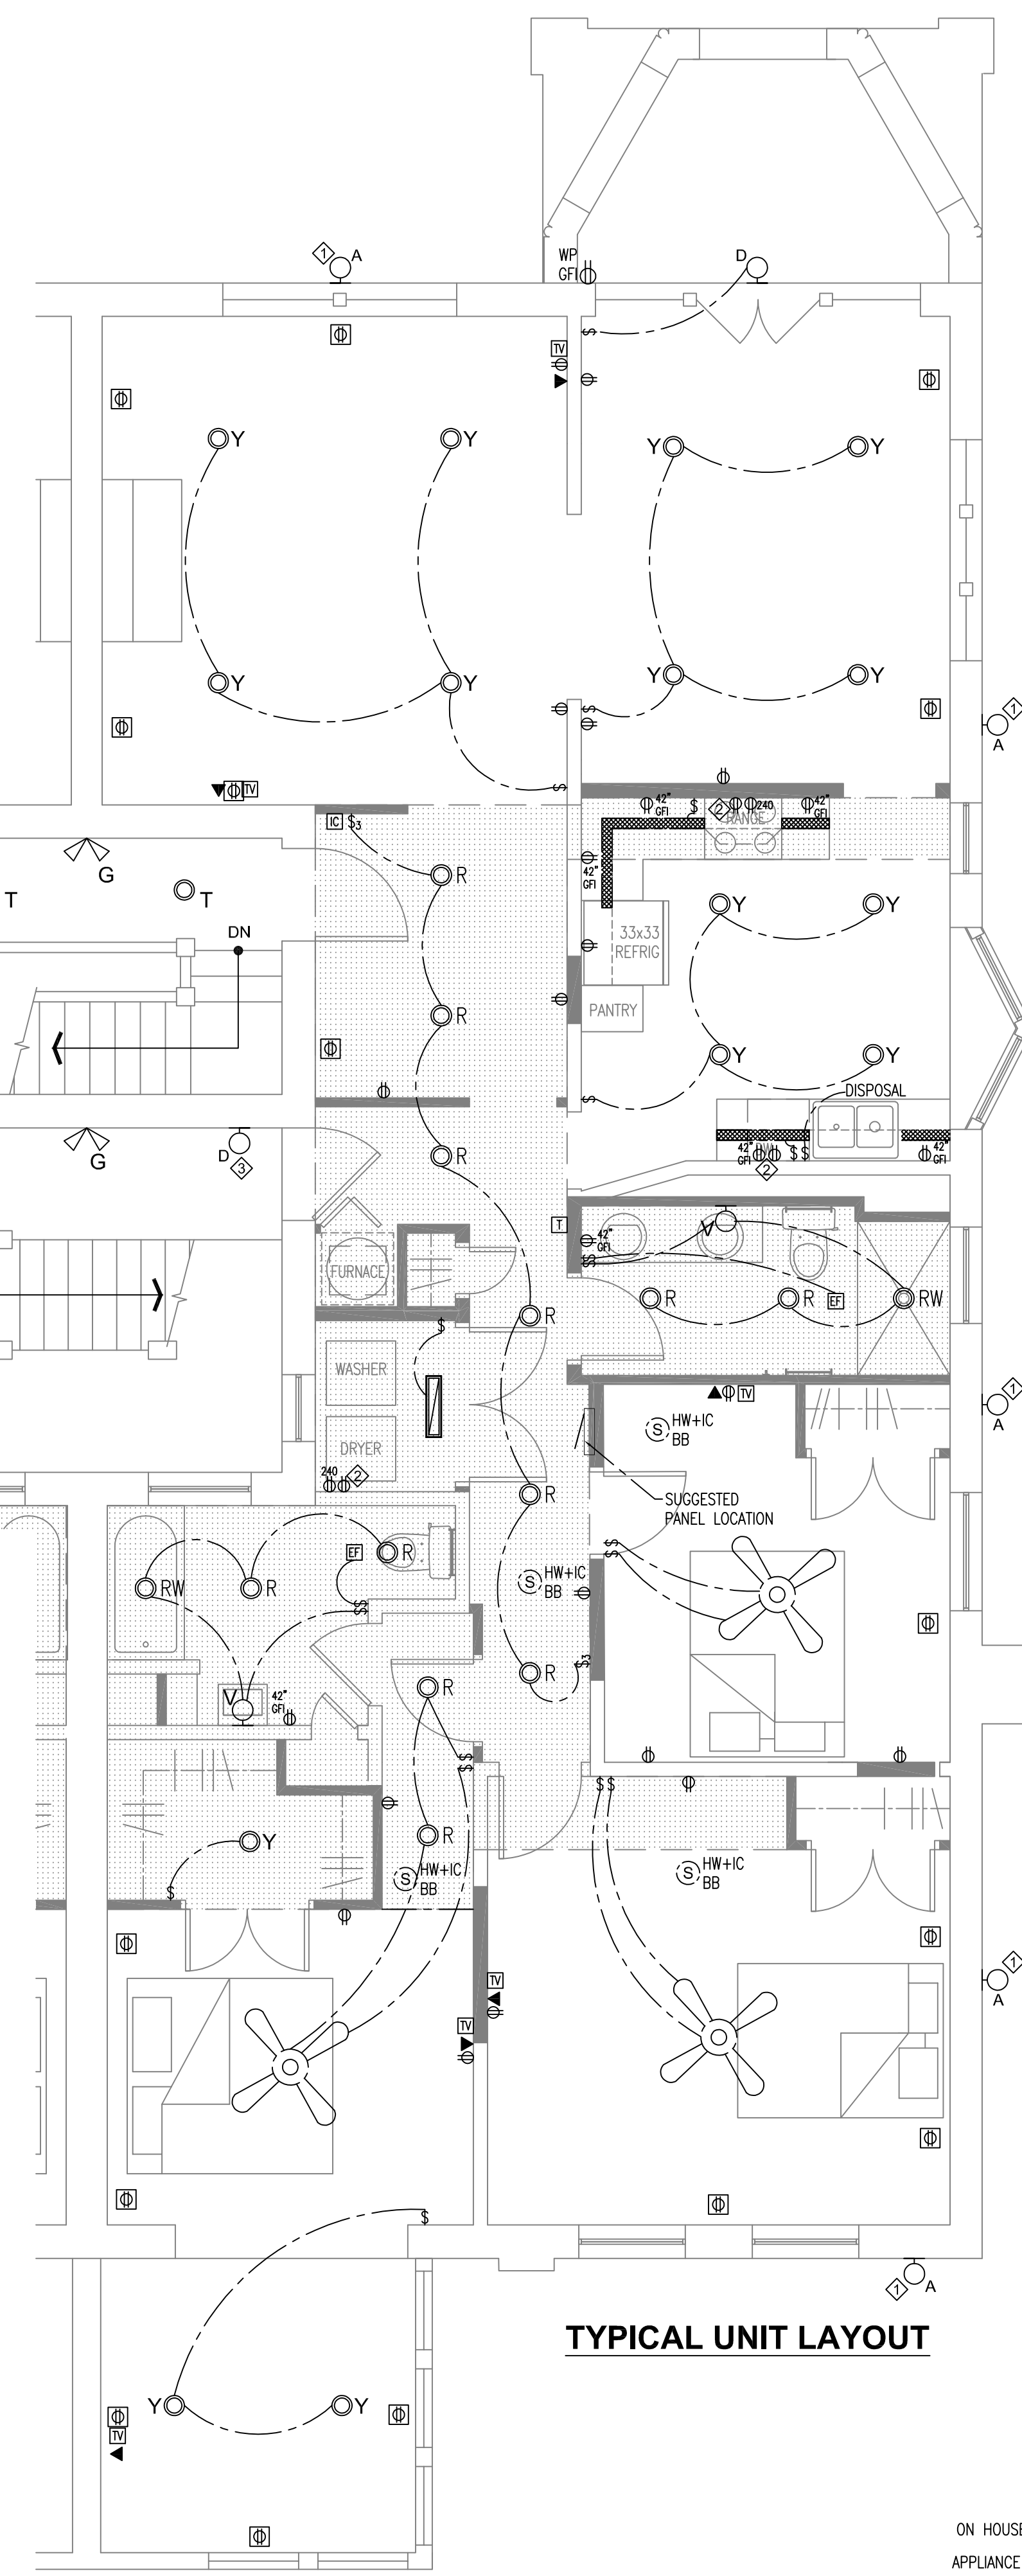 1
A
WP
GFI
D
TV
Y
Y
Y
Y
Y
Y
Y
Y
1
A
TV
IC $3
42"
GFI
$
2
240
42"
GFI
RANGE
R
G
T
T
DN
42"
GFI
Y
Y
33x33
REFRIG
R
PANTRY
Y
Y
DISPOSAL
R
G
D
3
42"
GFI
$ $
2
42"
GFI
T
42"
GFI
V
FURNACE
R
R
R
EF
RW
$
WASHER
DRYER
TV
1
A
S
HW+IC
BB
240
2
R
SUGGESTED
PANEL LOCATION
EF
R
RW
R
S
HW+IC
BB
$3
R
R
V
42"
GFI
$$
Y
R
$
S
HW+IC
BB
S
HW+IC
BB
TV
TV
1
A
$
1
A
TYPICAL UNIT LAYOUT
Y
Y
TV
ON HOUSE
APPLIANCE